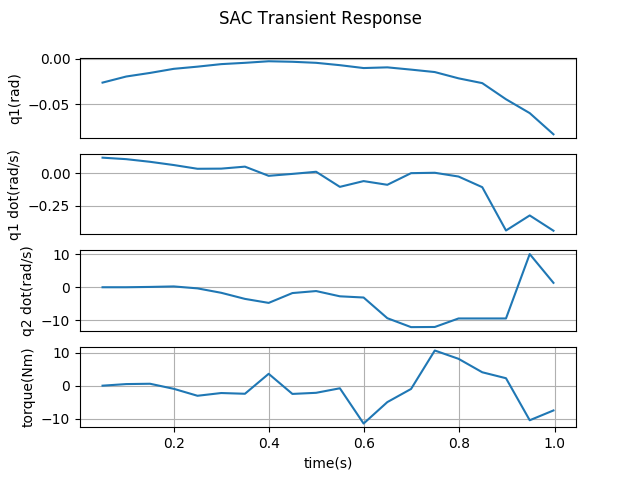 SAC Transient Response
q1(rad)
0.00
−0.05
q1 dot(rad/s)
0.00
−0.25
q2 dot(rad/s)
10
0
−10
torque(Nm)
10
0
−10
0.2 0.4 0.6 0.8 1.0
time(s)